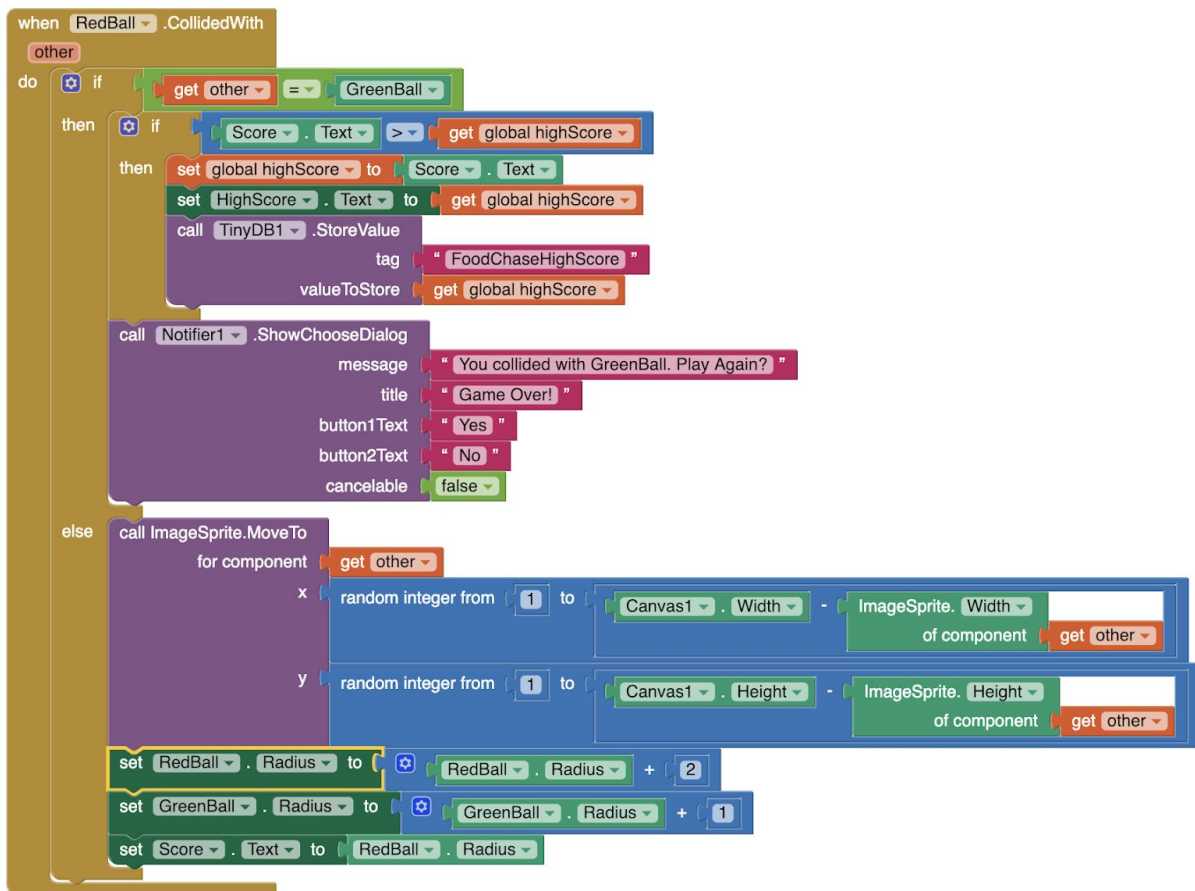 when RedBall .CollidedWith
other
do if get other = GreenBall
then if Score . Text > get global highScore
then set global highScore to Score . Text
set HighScore . Text to get global highScore
call TinyDB1 .StoreValue
tag " FoodChaseHighScore "
valueToStore get global highScore
call Notifier1 .ShowChooseDialog
message " You collided with GreenBall. Play Again? "
title " Game Over! "
button1Text " Yes "
button2Text " No "
cancelable false
else call ImageSprite.MoveTo
for component get other
x random integer from 1 to Canvas1 . Width - ImageSprite. Width
of component get other
y random integer from 1 to Canvas1 . Height - ImageSprite. Height
of component get other
set RedBall . Radius to RedBall . Radius + 2
set GreenBall . Radius to GreenBall . Radius + 1
set Score . Text to RedBall . Radius